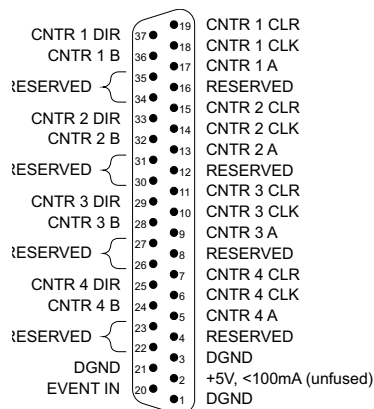 CNTR 1 DIR 37
CNTR 1 B 36
RESERVED 35
34
CNTR 2 DIR 33
CNTR 2 B 32
RESERVED 31
30
CNTR 3 DIR 29
CNTR 3 B 28
RESERVED 27
26
CNTR 4 DIR 25
CNTR 4 B 24
RESERVED 23
22
DGND 21
EVENT IN 20
19 CNTR 1 CLR
18 CNTR 1 CLK
17 CNTR 1 A
16 RESERVED
15 CNTR 2 CLR
14 CNTR 2 CLK
13 CNTR 2 A
12 RESERVED
11 CNTR 3 CLR
10 CNTR 3 CLK
9 CNTR 3 A
8 RESERVED
7 CNTR 4 CLR
6 CNTR 4 CLK
5 CNTR 4 A
4 RESERVED
3 DGND
2 +5V, <100mA (unfused)
1 DGND